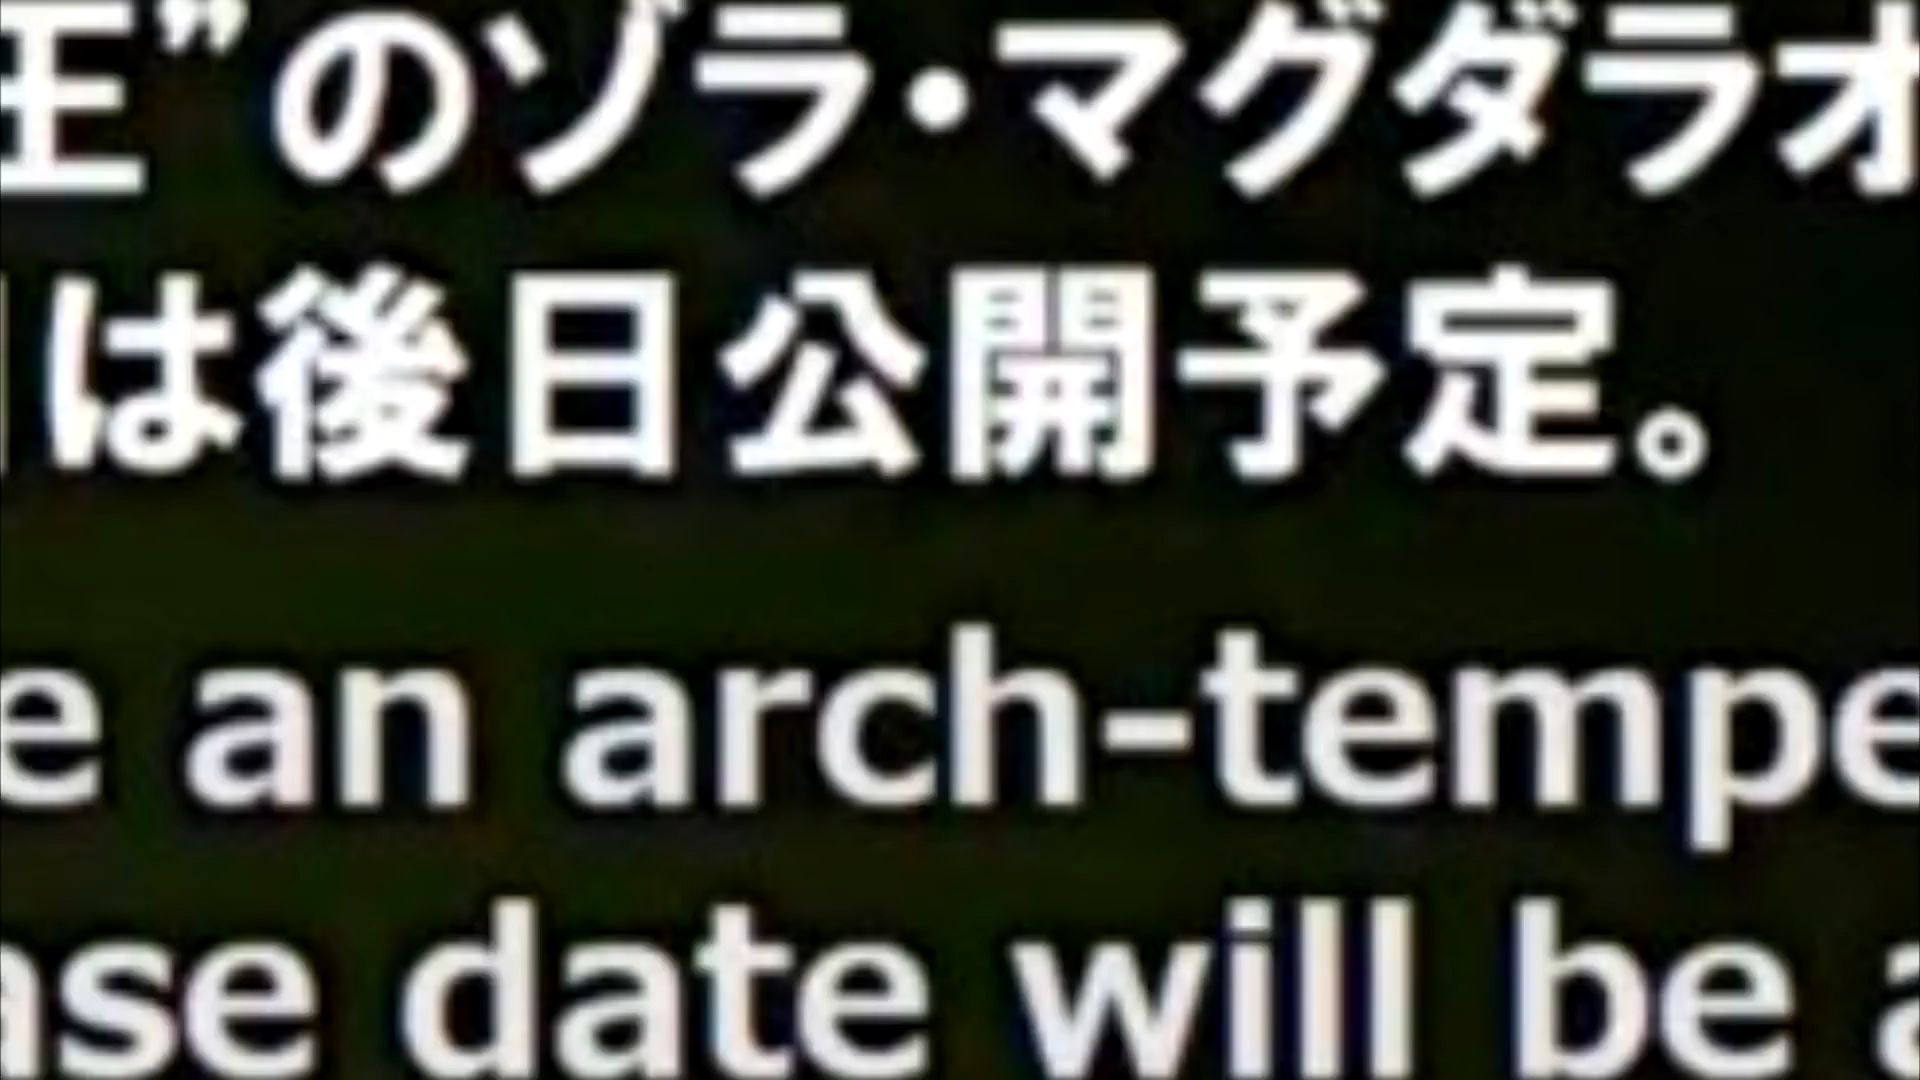 王”のゾラ・マグダラオ
は後日公開予定。
e an arch-tempe
ase date will be a